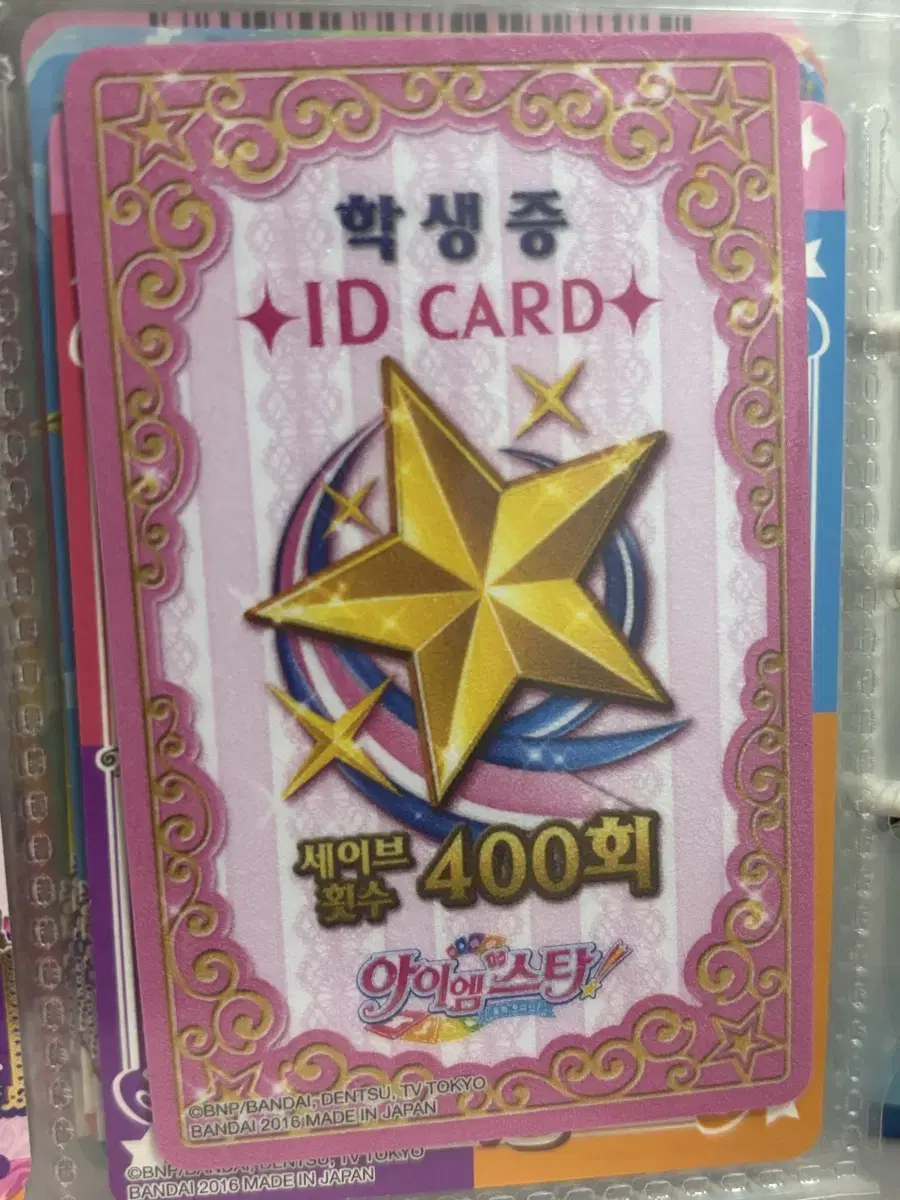 학생증
ID CARD
세이브
횟수 400회
아이엠스타!
©BNP/BANDAI, DENTSU, TV TOKYO
BANDAI 2016 MADE IN JAPAN
©BNP/BANDAI, DENTSU, TV TOKYO
BANDAI 2016 MADE IN JAPAN